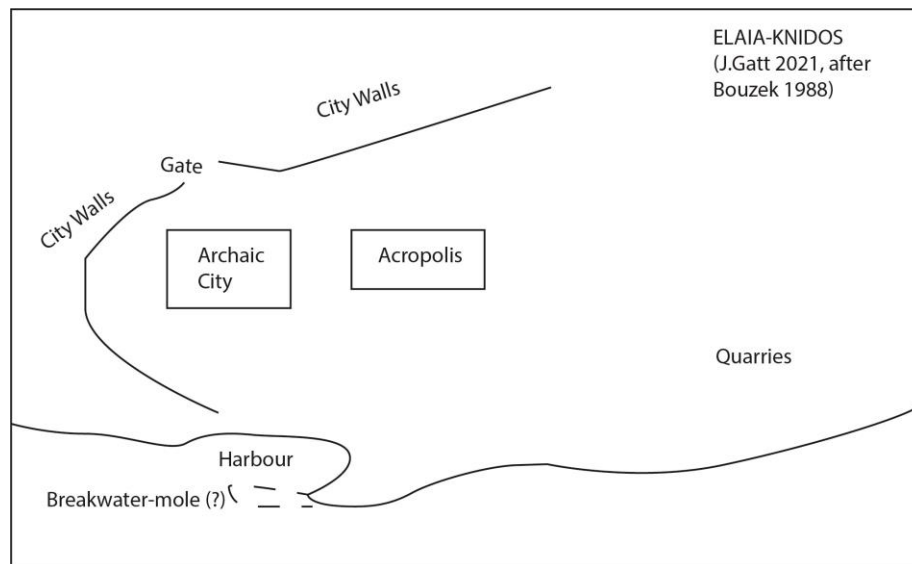 ELAIA-KNIDOS
(J.Gatt 2021, after
Bouzek 1988)
City Walls
Gate
City Walls
Archaic
City
Acropolis
Quarries
Harbour
Breakwater-mole (?)